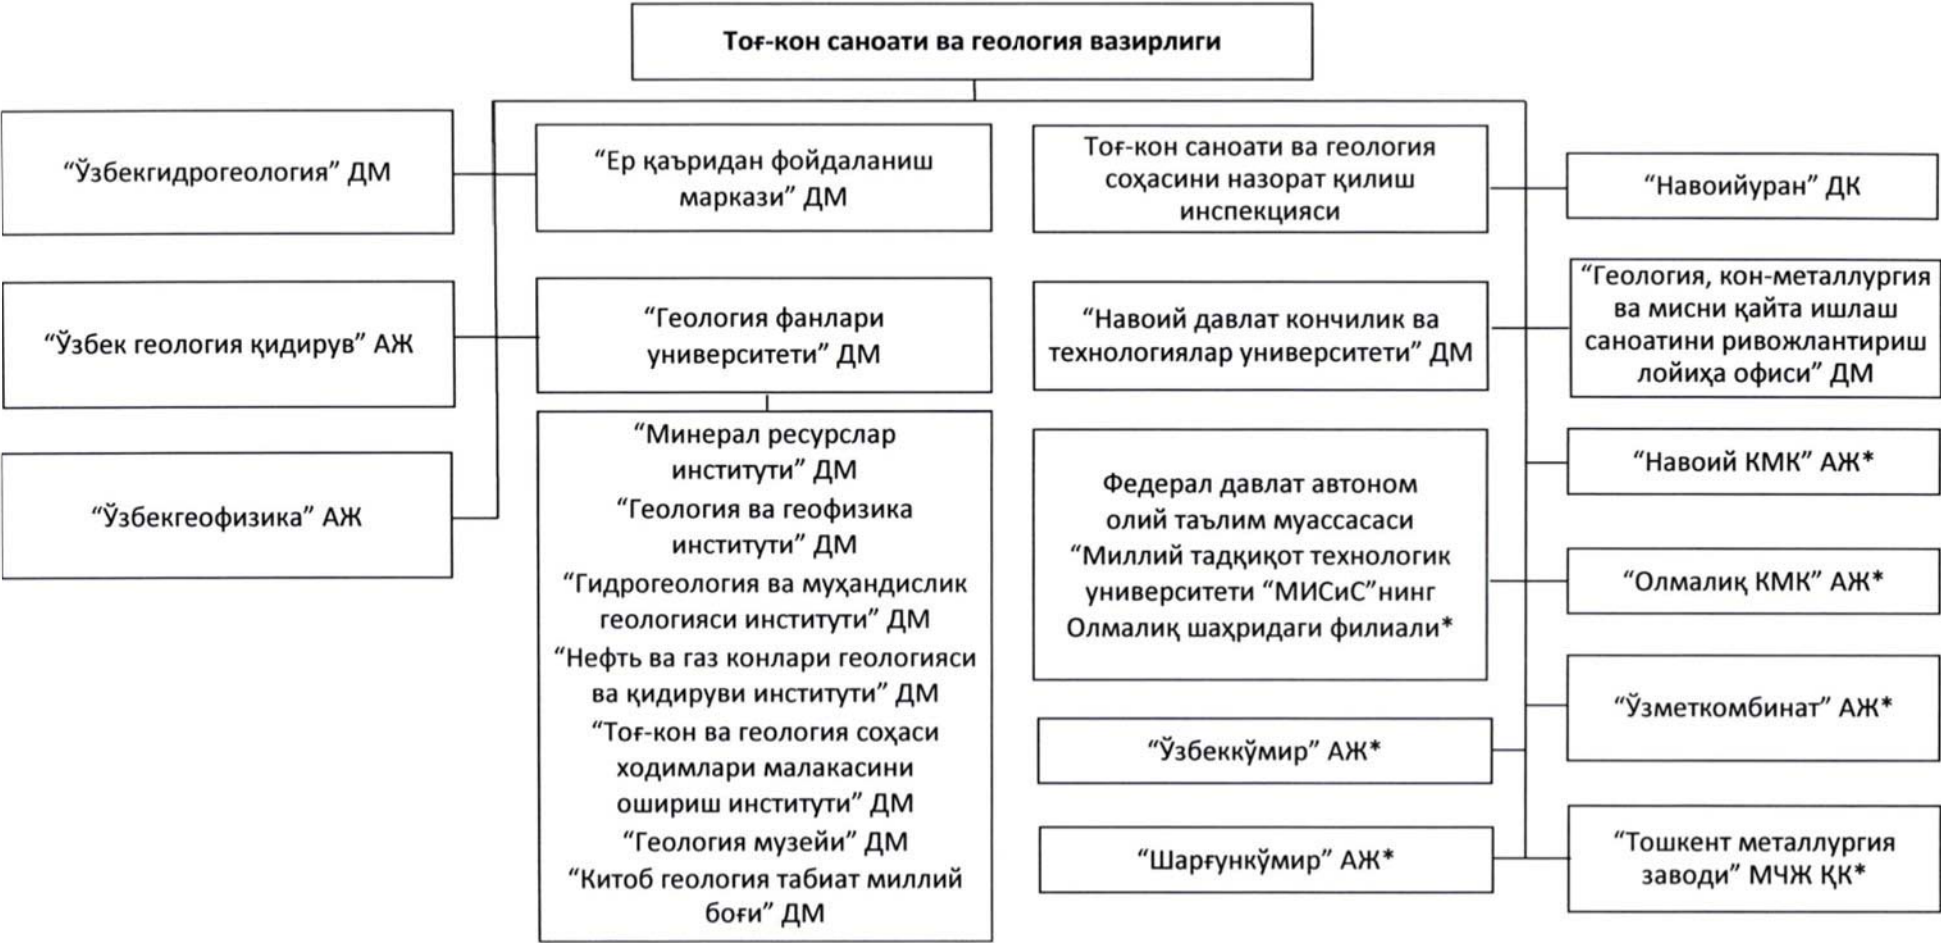 Тоғ-кон саноати ва геология вазирлиги
“Ўзбекгидрогеология” ДМ
“Ўзбек геология қидирув” АЖ
“Ўзбекгеофизика” АЖ
“Ер қаъридан фойдаланиш
маркази” ДМ
“Геология фанлари
университети” ДМ
“Минерал ресурслар
институти” ДМ
“Геология ва геофизика
институти” ДМ
“Гидрогеология ва муҳандислик
геологияси институти” ДМ
“Нефть ва газ конлари геологияси
ва қидируви институти” ДМ
“Тоғ-кон ва геология соҳаси
ходимлари малакасини
ошириш институти” ДМ
“Геология музейи” ДМ
“Китоб геология табиат миллий
боғи” ДМ
Тоғ-кон саноати ва геология
соҳасини назорат қилиш
инспекцияси
“Навоий давлат кончилик ва
технологиялар университети” ДМ
Федерал давлат автоном
олий таълим муассасаси
“Миллий тадқиқот технологик
университети “МИСиС”нинг
Олмалиқ шаҳридаги филиали*
“Ўзбеккўмир” АЖ*
“Шарғункўмир” АЖ*
“Навоийуран” ДК
“Геология, кон-металлургия
ва мисни қайта ишлаш
саноатини ривожлантириш
лойиҳа офиси” ДМ
“Навоий КМК” АЖ*
“Олмалиқ КМК” АЖ*
“Ўзметкомбинат” АЖ*
“Тошкент металлургия
заводи” МЧЖ ҚК*